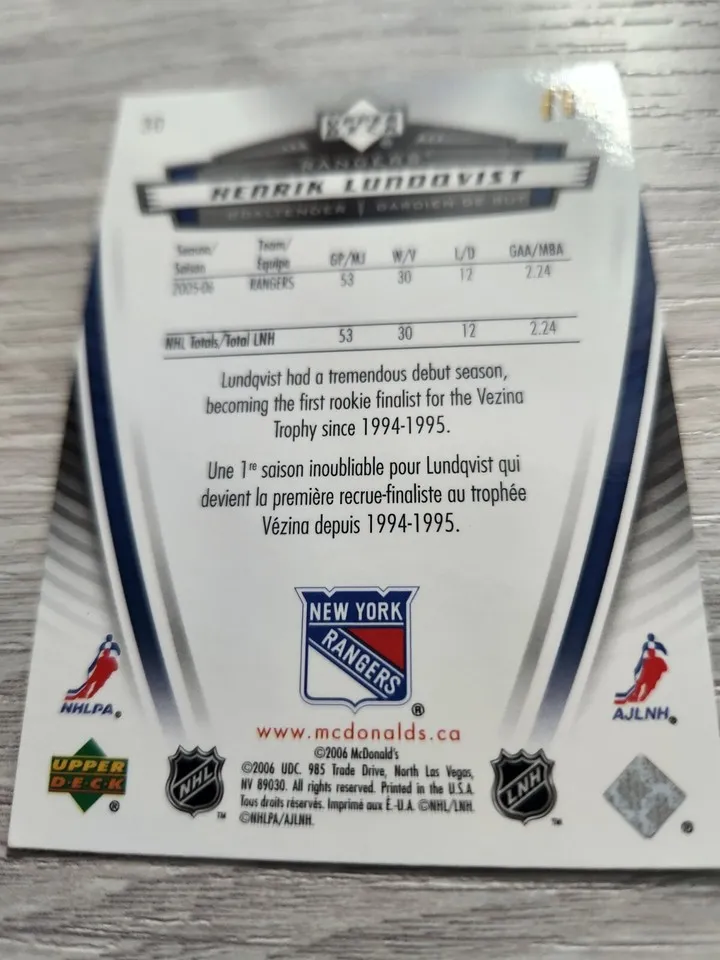 30
UPPER
RANGERS
HENRIK LUNDQVIST
GOALTENDER | GARDIEN DE BUT
Season/ Team/ GP/MJ W/V L/D GAA/MBA
Saison Équipe
2005-06 RANGERS 53 30 12 2.24
NHL Totals/Total LNH 53 30 12 2.24
Lundqvist had a tremendous debut season,
becoming the first rookie finalist for the Vezina
Trophy since 1994-1995.
Une 1re saison inoubliable pour Lundqvist qui
devient la première recrue-finaliste au trophée
Vézina depuis 1994-1995.
NEW YORK
RANGERS
®
NHLPA®
AJLNH®
www.mcdonalds.ca
©2006 McDonald's
©2006 UDC. 985 Trade Drive, North Las Vegas,
NV 89030. All rights reserved. Printed in the U.S.A.
Tous droits réservés. Imprimé aux É.-U.A. ©NHL/LNH.
©NHLPA/AJLNH.
UPPER
DECK
®
NHL
™
LNH
™
®